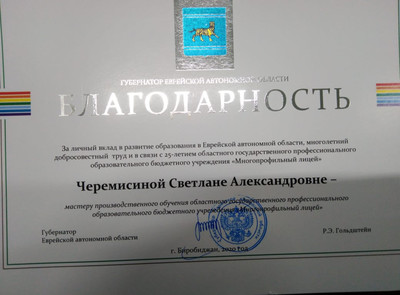 ГУБЕРНАТОР ЕВРЕЙСКОЙ АВТОНОМНОЙ ОБЛАСТИ
БЛАГОДАРНОСТЬ
За личный вклад в развитие образования в Еврейской автономной области, многолетний
добросовестный труд и в связи с 25-летием областного государственного профессионального
образовательного бюджетного учреждения «Многопрофильный лицей»
Черемисиной Светлане Александровне –
мастеру производственного обучения областного государственного профессионального
образовательного бюджетного учреждения «Многопрофильный лицей»
Губернатор
Еврейской автономной области
Р.Э. Гольдштейн
г. Биробиджан, 2020 год